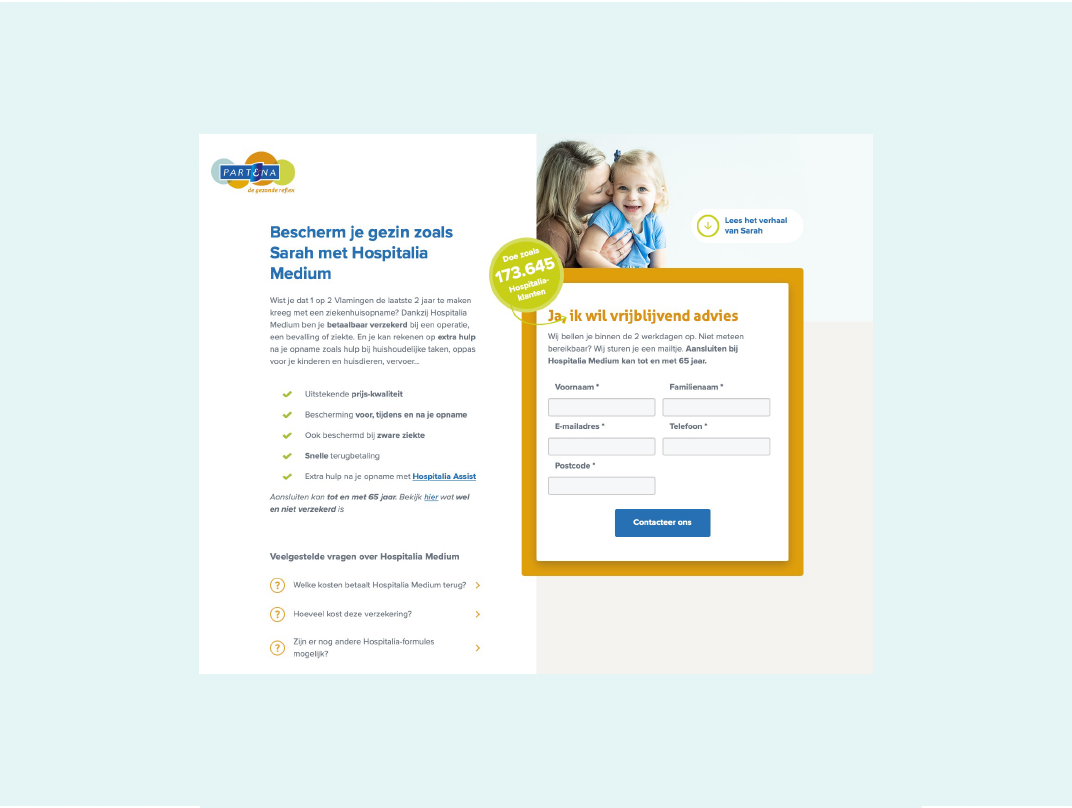 PARTENA
de gezonde reflex
Bescherm je gezin zoals
Sarah met Hospitalia
Medium
Wist je dat 1 op 2 Vlamingen de laatste 2 jaar te maken
kreeg met een ziekenhuisopname? Dankzij Hospitalia
Medium ben je betaalbaar verzekerd bij een operatie,
een bevalling of ziekte. En je kan rekenen op extra hulp
na je opname zoals hulp bij huishoudelijke taken, oppas
voor je kinderen en huisdieren, vervoer...
Uitstekende prijs-kwaliteit
Bescherming voor, tijdens en na je opname
Ook beschermd bij zware ziekte
Snelle terugbetaling
Extra hulp na je opname met Hospitalia Assist
Aansluiten kan tot en met 65 jaar. Bekijk hier wat wel
en niet verzekerd is
Veelgestelde vragen over Hospitalia Medium
? Welke kosten betaalt Hospitalia Medium terug?
? Hoeveel kost deze verzekering?
? Zijn er nog andere Hospitalia-formules
mogelijk?
Lees het verhaal
van Sarah
Doe zoals
173.645
Hospitalia-
klanten
Ja, ik wil vrijblijvend advies
Wij bellen je binnen de 2 werkdagen op. Niet meteen
bereikbaar? Wij sturen je een mailtje. Aansluiten bij
Hospitalia Medium kan tot en met 65 jaar.
Voornaam * Familienaam *
E-mailadres * Telefoon *
Postcode *
Contacteer ons